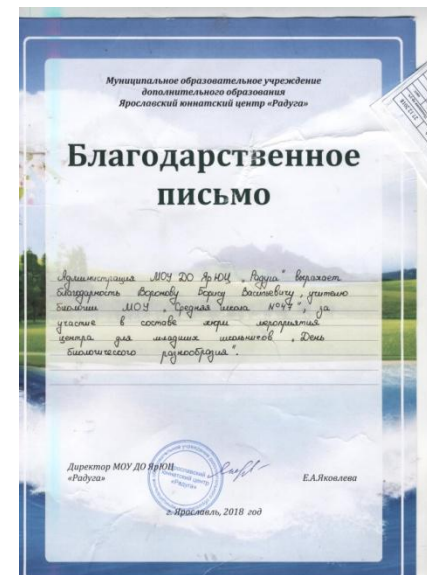 Муниципальное образовательное учреждение
дополнительного образования
Ярославский юннатский центр «Радуга»
Благодарственное
письмо
Администрация МОУ ДО ЯрЮЦ „Радуга" выражает
благодарность Воронову Борису Васильевичу, учителю
биологии МОУ „Средняя школа №47", за
участие в составе жюри мероприятия
центра для младших школьников „День
биологического разнообразия".
Директор МОУ ДО ЯрЮЦ
«Радуга»
Е.А.Яковлева
г. Ярославль, 2018 год